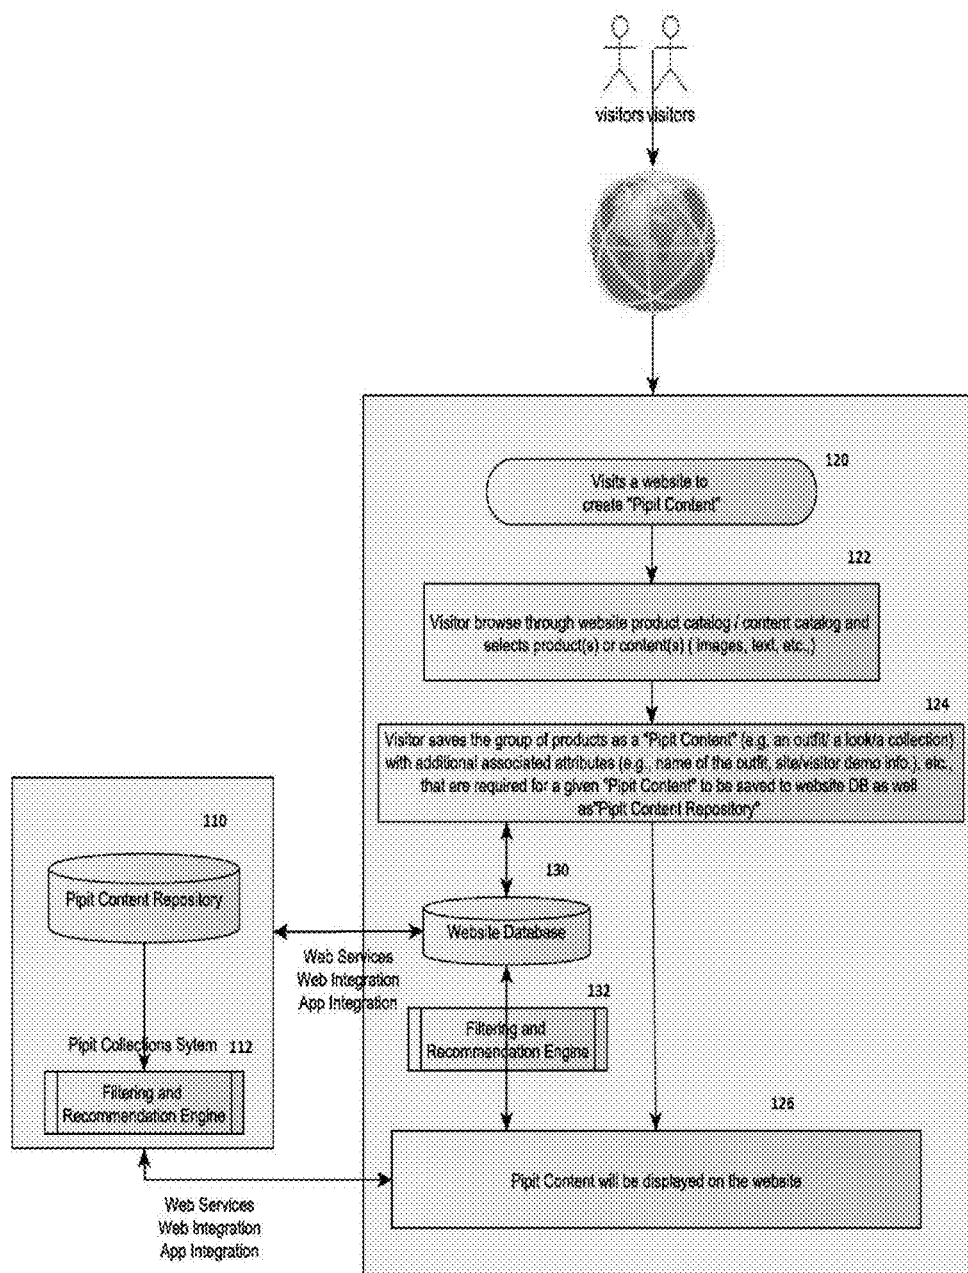 visitors visitors
120
Visits a website to
create "Pipit Content"
122
Visitor browse through website product catalog / content catalog and
selects product(s) or content(s) ( images, text, etc.,)
124
Visitor saves the group of products as a "Pipit Content" (e.g. an outfit/ a look/a collection)
with additional associated attributes (e.g., name of the outfit, site/visitor demo info,), etc.,
that are required for a given "Pipit Content" to be saved to website DB as well
as"Pipit Content Repository"
110
Pipit Content Repository
130
Website Database
Web Services
Web Integration
App Integration
132
Filtering and
Recommendation Engine
Pipit Collections Sytem
112
Filtering and
Recommendation Engine
126
Pipit Content will be displayed on the website
Web Services
Web Integration
App Integration